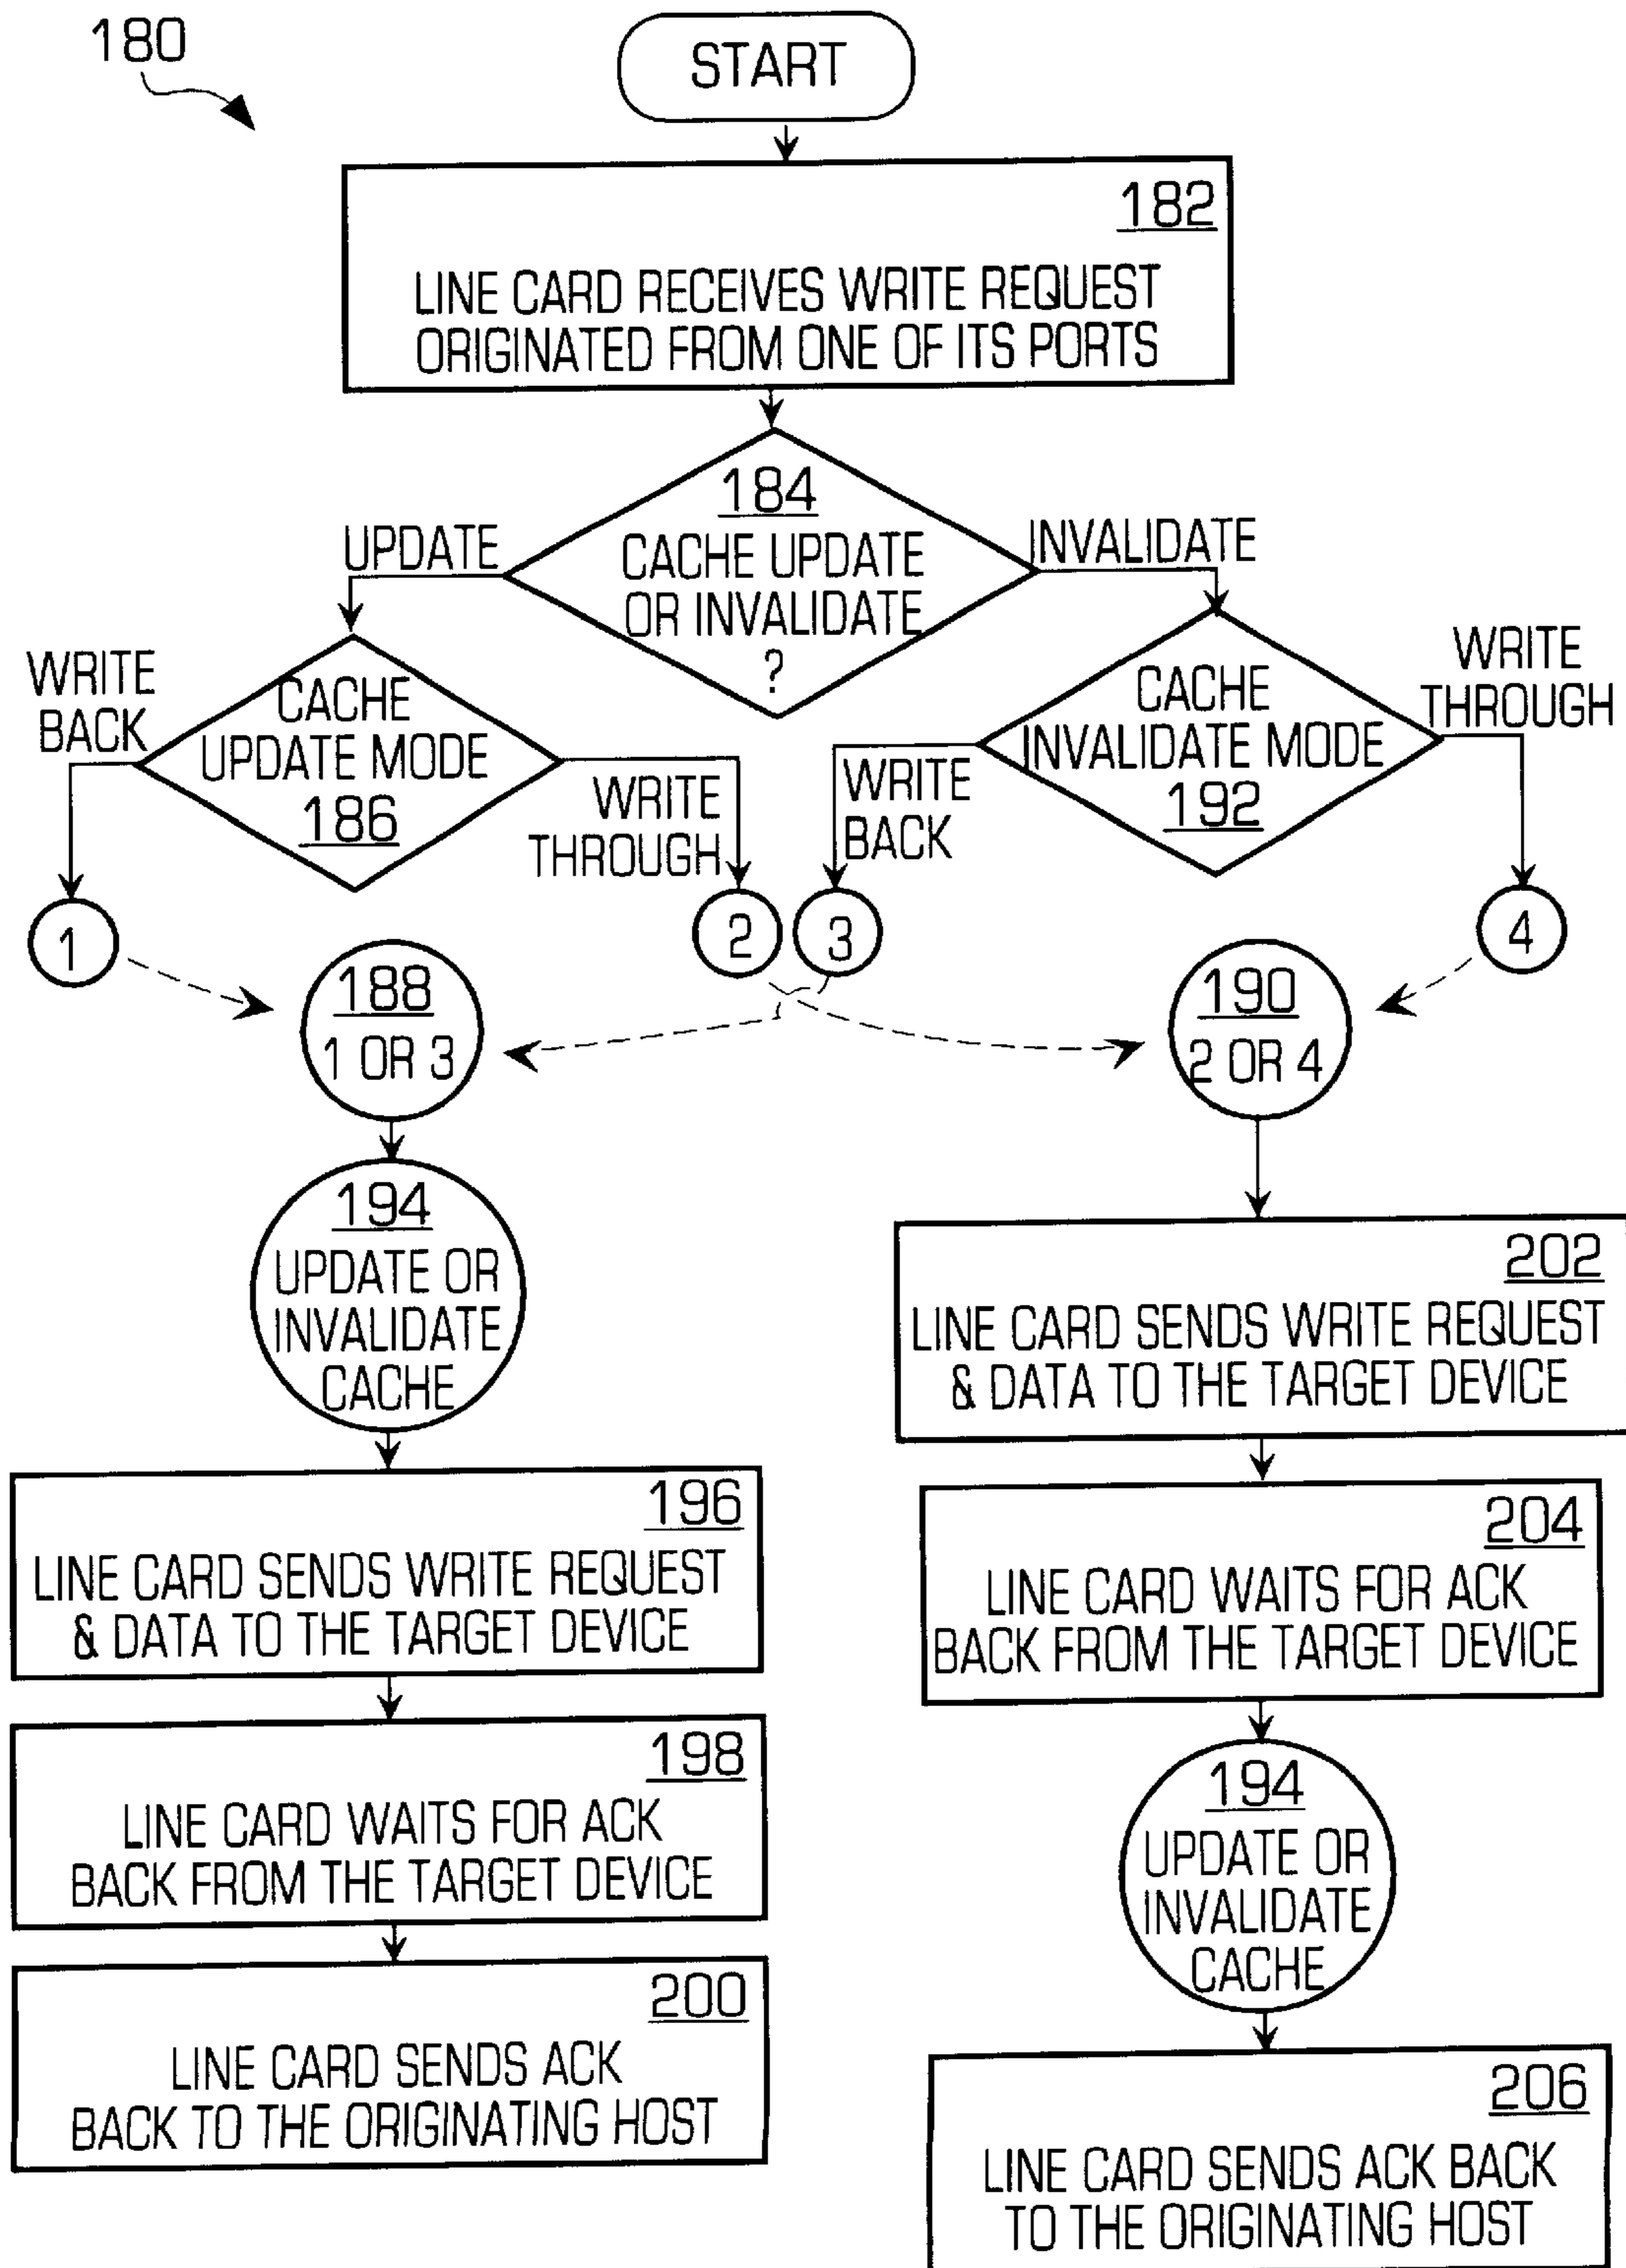 180
START
182
LINE CARD RECEIVES WRITE REQUEST
ORIGINATED FROM ONE OF ITS PORTS
184
CACHE UPDATE
OR INVALIDATE
?
UPDATE
INVALIDATE
WRITE
BACK
CACHE
UPDATE MODE
186
WRITE
THROUGH
WRITE
BACK
CACHE
INVALIDATE MODE
192
WRITE
THROUGH
1
2
3
4
188
1 OR 3
190
2 OR 4
194
UPDATE OR
INVALIDATE
CACHE
196
LINE CARD SENDS WRITE REQUEST
& DATA TO THE TARGET DEVICE
198
LINE CARD WAITS FOR ACK
BACK FROM THE TARGET DEVICE
200
LINE CARD SENDS ACK
BACK TO THE ORIGINATING HOST
202
LINE CARD SENDS WRITE REQUEST
& DATA TO THE TARGET DEVICE
204
LINE CARD WAITS FOR ACK
BACK FROM THE TARGET DEVICE
194
UPDATE OR
INVALIDATE
CACHE
206
LINE CARD SENDS ACK BACK
TO THE ORIGINATING HOST